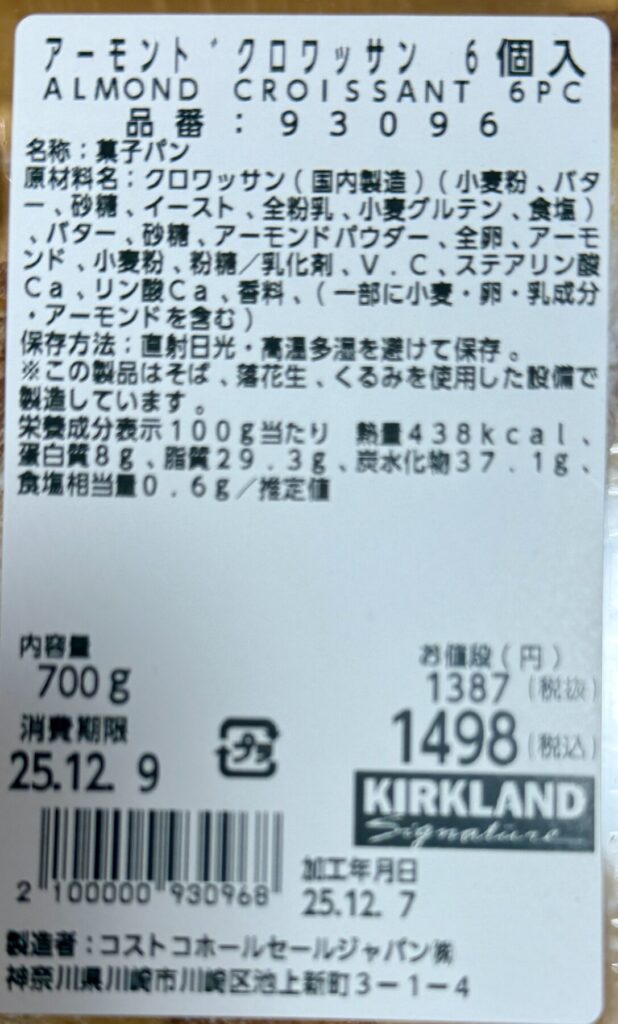 アーモンド クロワッサン 6個入
ALMOND CROISSANT 6PC
品番:93096
名称:菓子パン
原材料名:クロワッサン(国内製造)(小麦粉、バタ
ー、砂糖、イースト、全粉乳、小麦グルテン、食塩)
、バター、砂糖、アーモンドパウダー、全卵、アーモ
ンド、小麦粉、粉糖/乳化剤、V.C、ステアリン酸
Ca、リン酸Ca、香料、(一部に小麦・卵・乳成分
・アーモンドを含む)
保存方法:直射日光・高温多湿を避けて保存。
※この製品はそば、落花生、くるみを使用した設備で
製造しています。
栄養成分表示100g当たり 熱量438kcal、
蛋白質8g、脂質29.3g、炭水化物37.1g、
食塩相当量0.6g/推定値
内容量
700g
お値段(円)
1387(税抜)
1498(税込)
消費期限
25.12. 9
プラ
KIRKLAND
Signature
2 100000 930968
加工年月日
25.12. 7
製造者:コストコホールセールジャパン㈱
神奈川県川崎市川崎区池上新町3-1-4